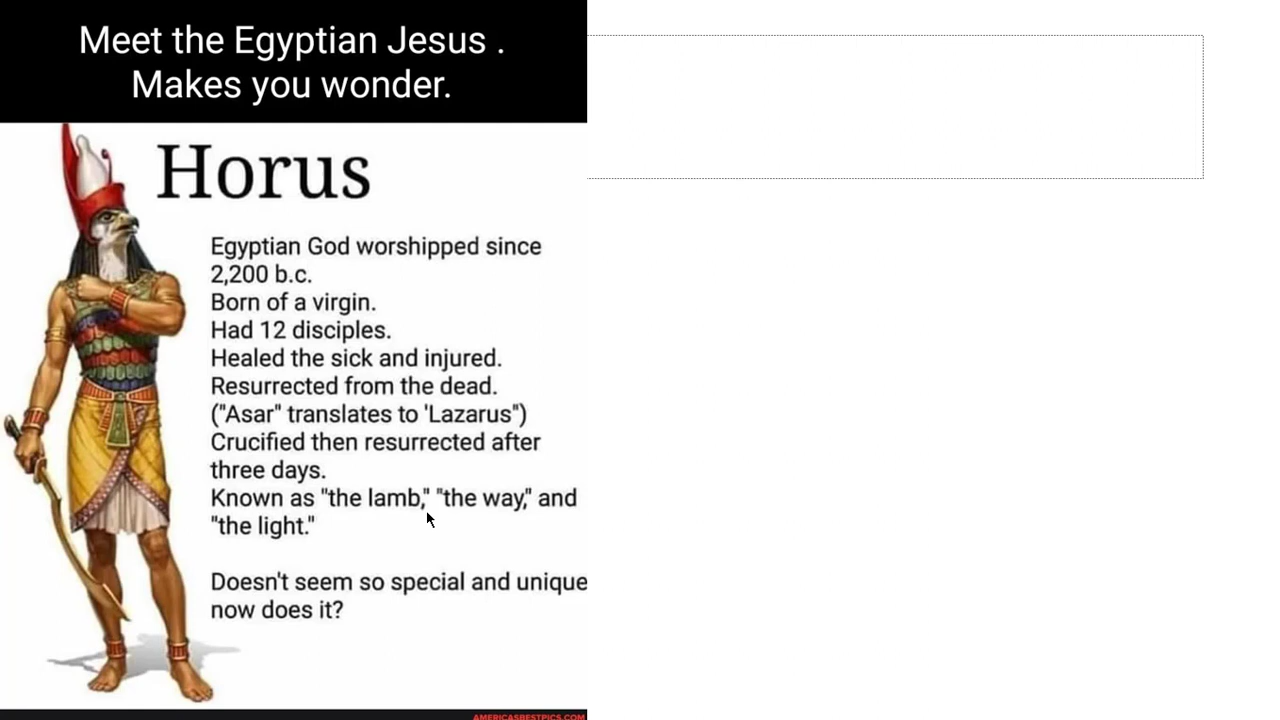 Meet the Egyptian Jesus .
Makes you wonder.
Horus
Egyptian God worshipped since
2,200 b.c.
Born of a virgin.
Had 12 disciples.
Healed the sick and injured.
Resurrected from the dead.
("Asar" translates to 'Lazarus")
Crucified then resurrected after
three days.
Known as "the lamb," "the way," and
"the light."
Doesn't seem so special and unique
now does it?
AMERICASBESTPICS.COM